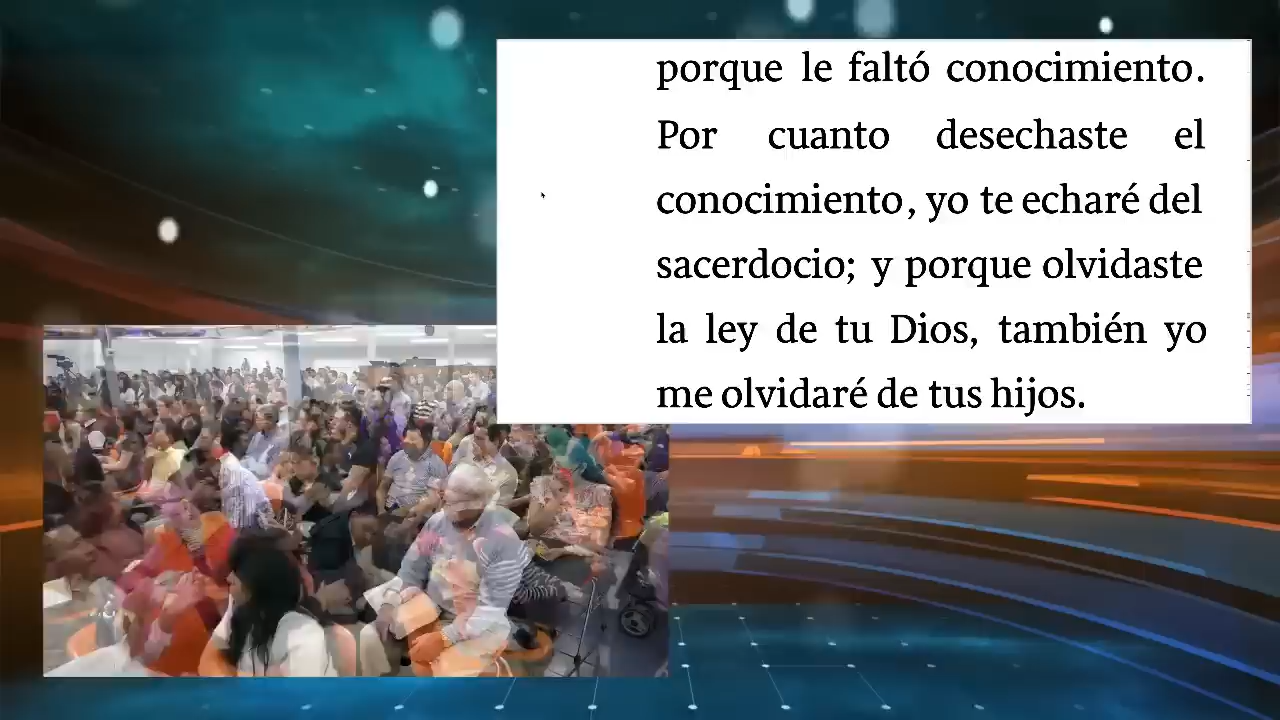 porque le faltó conocimiento.
Por cuanto desechaste el
conocimiento, yo te echaré del
sacerdocio; y porque olvidaste
la ley de tu Dios, también yo
me olvidaré de tus hijos.